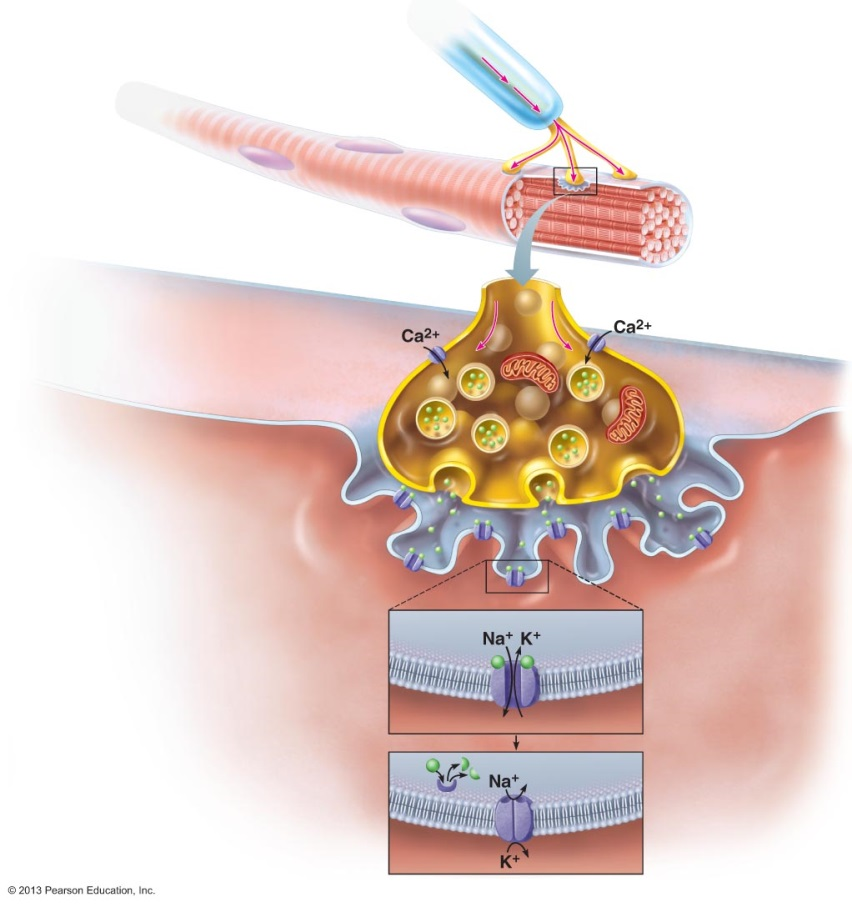 Ca2+
Ca2+
Na+ K+
Na+
K+
© 2013 Pearson Education, Inc.